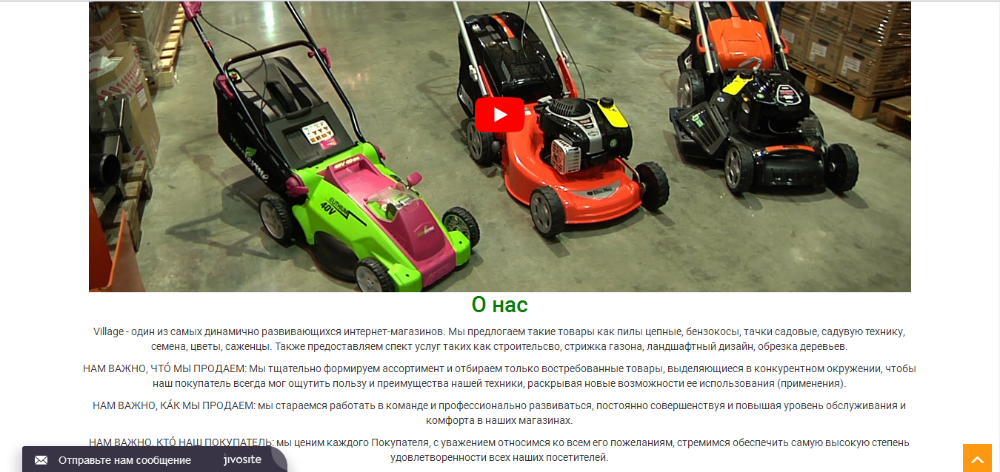 LITHIUM
40V
О нас
Village - один из самых динамично развивающихся интернет-магазинов. Мы предлогаем такие товары как пилы цепные, бензокосы, тачки садовые, садувую технику,
семена, цветы, саженцы. Также предоставляем спект услуг таких как строительсво, стрижка газона, ландшафтный дизайн, обрезка деревьев.
НАМ ВАЖНО, ЧТО́ МЫ ПРОДАЕМ: Мы тщательно формируем ассортимент и отбираем только востребованные товары, выделяющиеся в конкурентном окружении, чтобы
наш покупатель всегда мог ощутить пользу и преимущества нашей техники, раскрывая новые возможности ее использования (применения).
НАМ ВАЖНО, КА́К МЫ ПРОДАЕМ: мы стараемся работать в команде и профессионально развиваться, постоянно совершенствуя и повышая уровень обслуживания и
комфорта в наших магазинах.
НАМ ВАЖНО, КТО́ НАШ ПОКУПАТЕЛЬ: мы ценим каждого Покупателя, с уважением относимся ко всем его пожеланиям, стремимся обеспечить самую высокую степень
удовлетворенности всех наших посетителей.
Отправьте нам сообщение
jivosite